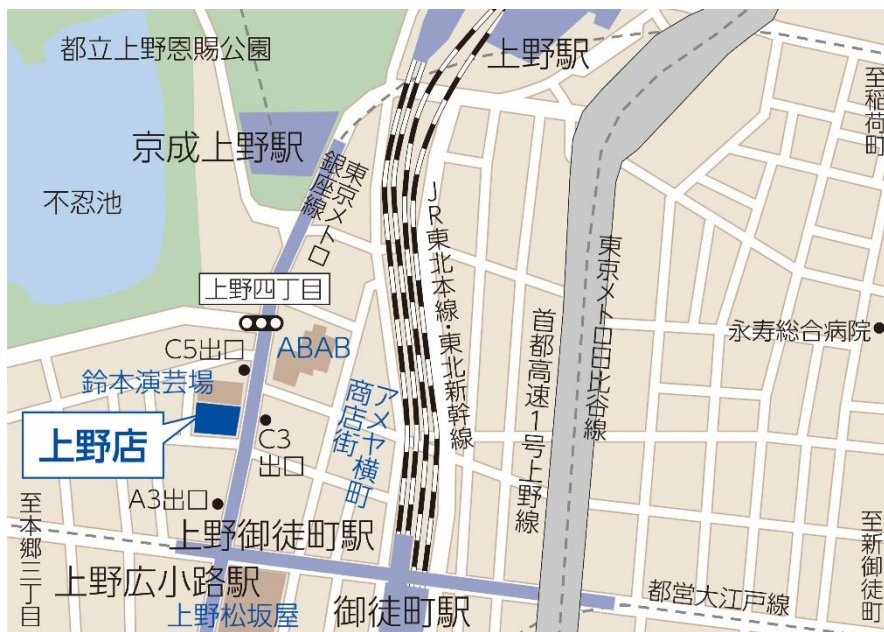 都立上野恩賜公園
上野駅
至稲荷町
京成上野駅
東京メトロ
銀座線
不忍池
JR東北本線・東北新幹線
東京メトロ日比谷線
首都高速1号上野線
上野四丁目
C5出口
ABAB
永寿総合病院
鈴本演芸場
アメヤ横町
商店街
上野店
C3
出口
A3出口
至本郷三丁目
上野御徒町駅
至新御徒町
上野広小路駅
上野松坂屋
御徒町駅
都営大江戸線